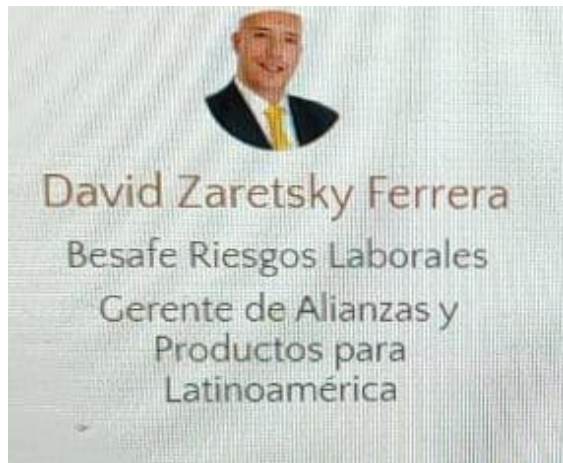 David Zaretsky Ferrera
Besafe Riesgos Laborales
Gerente de Alianzas y
Productos para
Latinoamérica